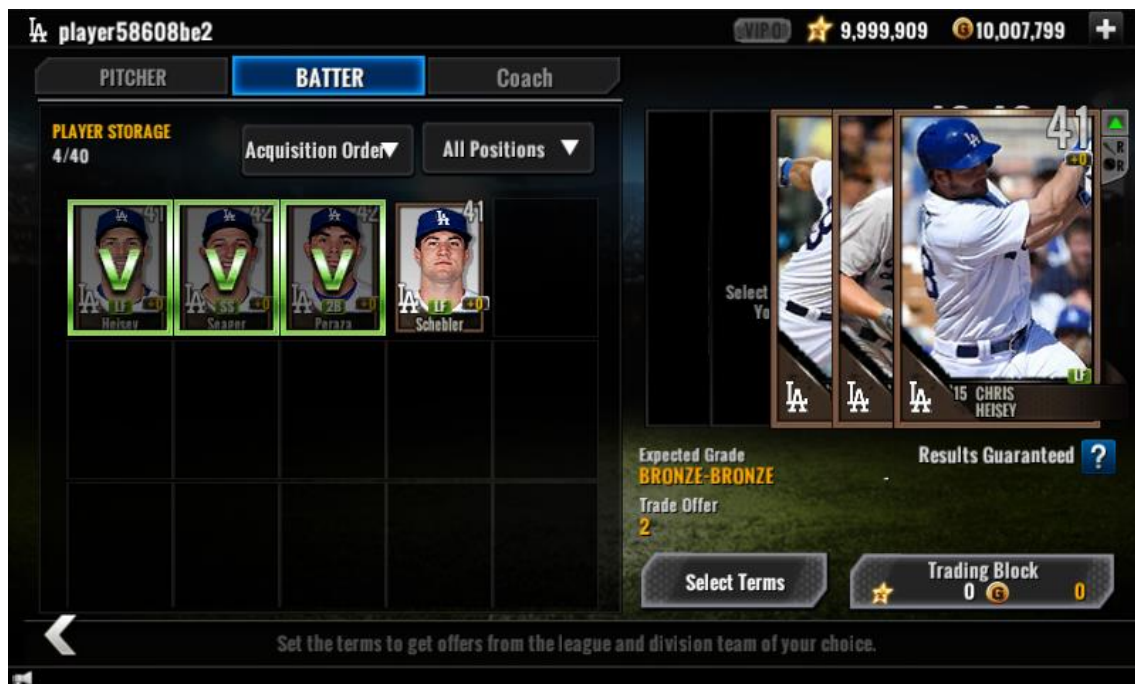 LA player58608be2
VIP 0 9,999,909 G 10,007,799 +
PITCHER BATTER Coach
PLAYER STORAGE
4/40
Acquisition Order All Positions
41 42 42 41
LF +0 SS +0 2B +0 LF +0
Heisey Seager Peraza Schebler
41
+0
R
R
Select
Yo
LF
'15 CHRIS
HEISEY
Expected Grade
BRONZE-BRONZE
Results Guaranteed ?
Trade Offer
2
Select Terms
Trading Block
0 G 0
Set the terms to get offers from the league and division team of your choice.